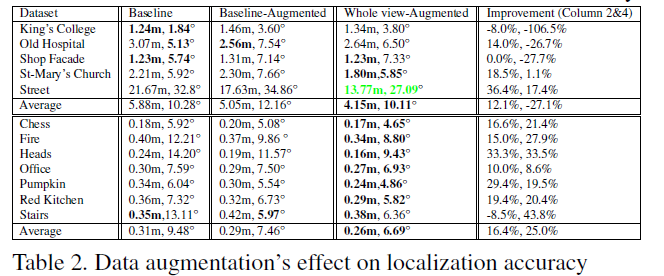 Dataset Baseline Baseline-Augmented Whole view-Augmented Improvement (Column 2&4)
King's College 1.24m, 1.84° 1.46m, 3.60° 1.34m, 3.80° -8.0%, -106.5%
Old Hospital 3.07m, 5.13° 2.56m, 7.54° 2.64m, 6.50° 14.0%, -26.7%
Shop Facade 1.23m, 5.74° 1.31m, 7.14° 1.23m, 7.33° 0.0%, -27.7%
St-Mary's Church 2.21m, 5.92° 2.30m, 7.66° 1.80m,5.85° 18.5%, 1.1%
Street 21.67m, 32.8° 17.63m, 34.86° 13.77m, 27.09° 36.4%, 17.4%
Average 5.88m, 10.28° 5.05m, 12.16° 4.15m, 10.11° 12.1%, -27.1%
Chess 0.18m, 5.92° 0.20m, 5.08° 0.17m, 4.65° 16.6%, 21.4%
Fire 0.40m, 12.21° 0.37m, 9.86 ° 0.34m, 8.80° 15.0%, 27.9%
Heads 0.24m, 14.20° 0.19m, 11.57° 0.16m, 9.43° 33.3%, 33.5%
Office 0.30m, 7.59° 0.29m, 7.50° 0.27m, 6.93° 10.0%, 8.6%
Pumpkin 0.34m, 6.04° 0.30m, 5.54° 0.24m,4.86° 29.4%, 19.5%
Red Kitchen 0.36m, 7.32° 0.32m, 6.73° 0.29m, 5.82° 19.4%, 20.4%
Stairs 0.35m,13.11° 0.42m, 5.97° 0.38m, 6.36° -8.5%, 43.8%
Average 0.31m, 9.48° 0.29m, 7.46° 0.26m, 6.69° 16.4%, 25.0%
Table 2. Data augmentation's effect on localization accuracy